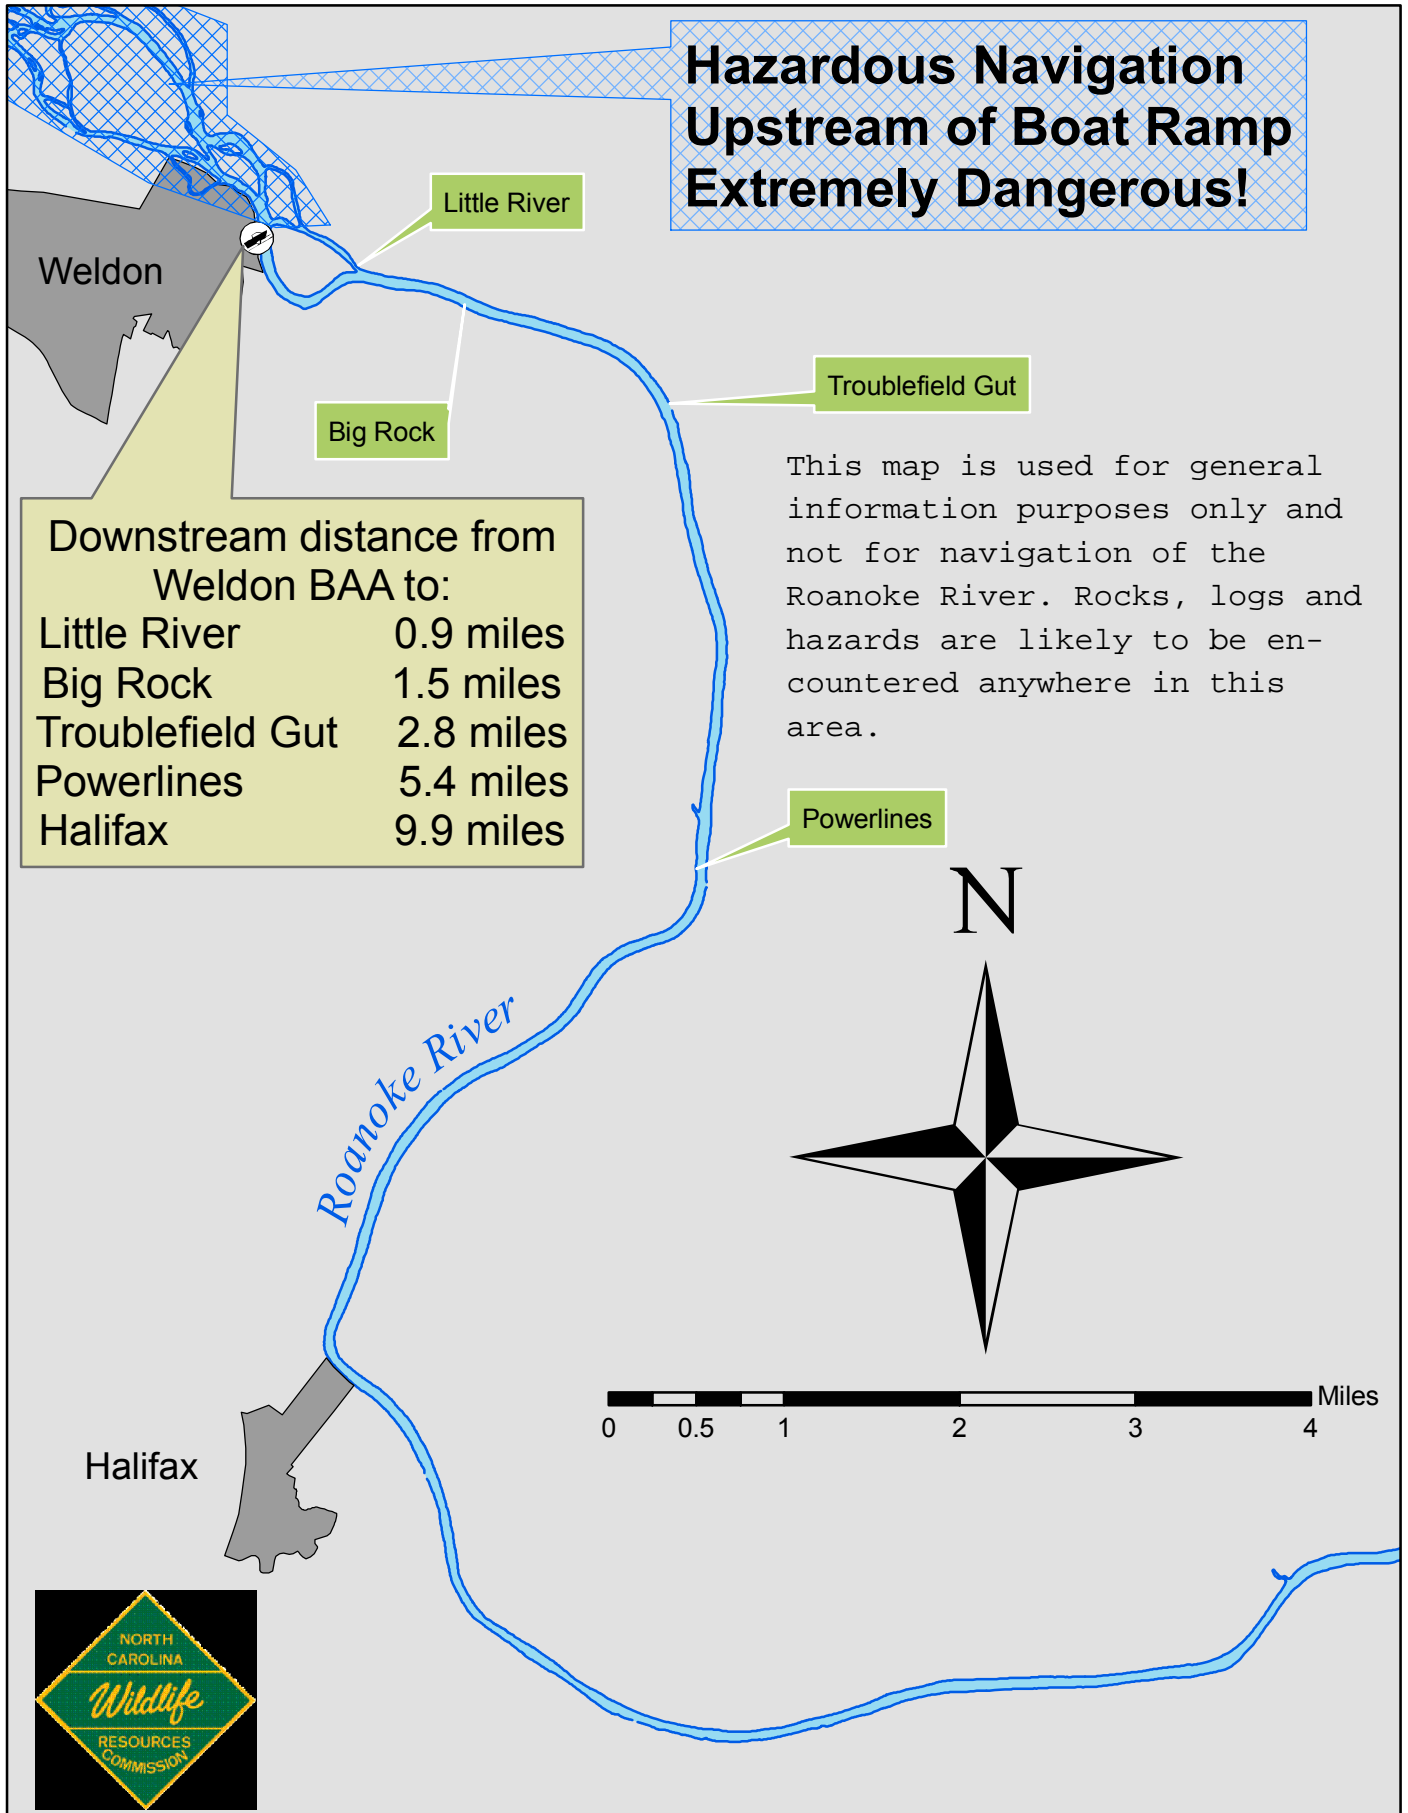 Hazardous Navigation
Upstream of Boat Ramp
Extremely Dangerous!
Little River
Weldon
Troublefield Gut
Big Rock
This map is used for general
information purposes only and
not for navigation of the
Roanoke River. Rocks, logs and
hazards are likely to be en-
countered anywhere in this
area.
Downstream distance from
Weldon BAA to:
Little River 0.9 miles
Big Rock 1.5 miles
Troublefield Gut 2.8 miles
Powerlines 5.4 miles
Halifax 9.9 miles
Powerlines
N
Roanoke River
Miles
0 0.5 1 2 3 4
Halifax
NORTH
CAROLINA
Wildlife
RESOURCES
COMMISSION